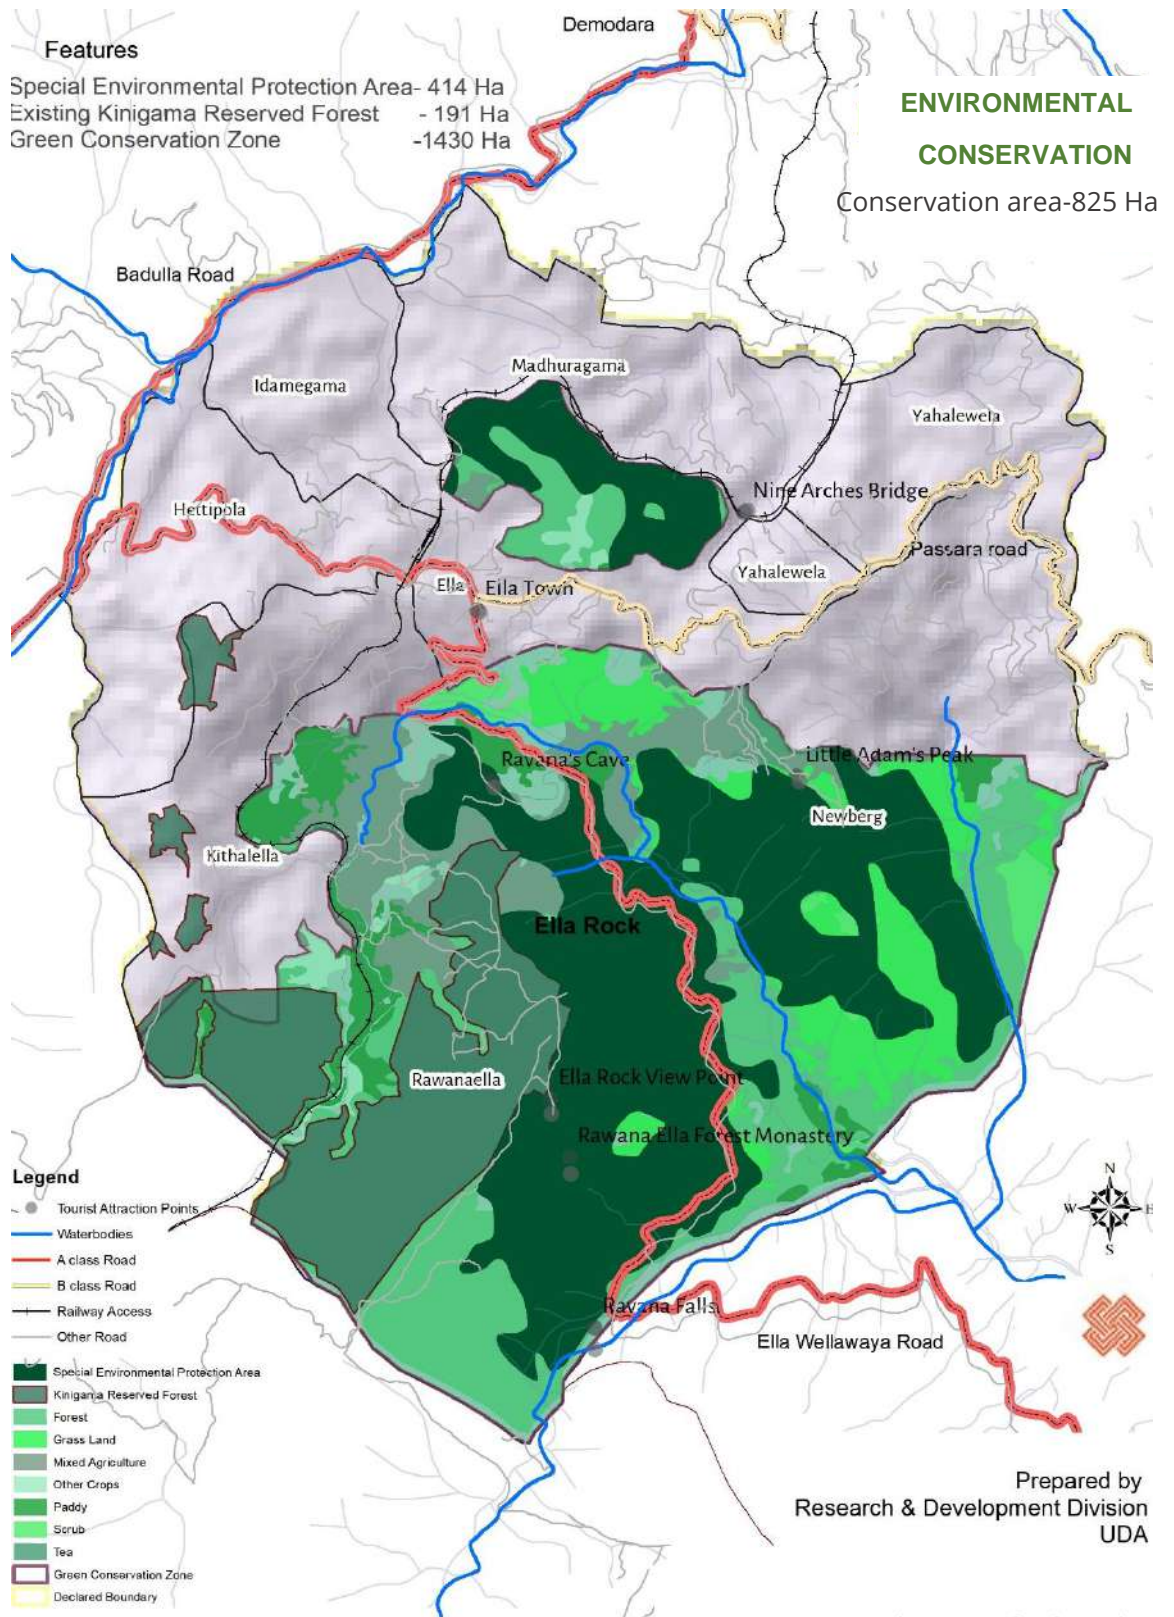 Demodara
Features
Special Environmental Protection Area- 414 Ha
Existing Kinigama Reserved Forest - 191 Ha
Green Conservation Zone -1430 Ha
ENVIRONMENTAL
CONSERVATION
Conservation area-825 Ha
Badulla Road
Idamegama
Madhuragama
Yahalewela
Hettipola
Nine Arches Bridge
Passara road
Yahalewela
Ella
Ella Town
Ravana's Cave
Little Adam's Peak
Newberg
Kithalella
Ella Rock
Rawanaella
Ella Rock View Point
Rawana Ella Forest Monastery
Ravana Falls
Ella Wellawaya Road
N
W
E
S
Legend
Tourist Attraction Points
Waterbodies
A class Road
B class Road
Railway Access
Other Road
Special Environmental Protection Area
Kinigama Reserved Forest
Forest
Grass Land
Mixed Agriculture
Other Crops
Paddy
Scrub
Tea
Green Conservation Zone
Declared Boundary
Prepared by
Research & Development Division
UDA